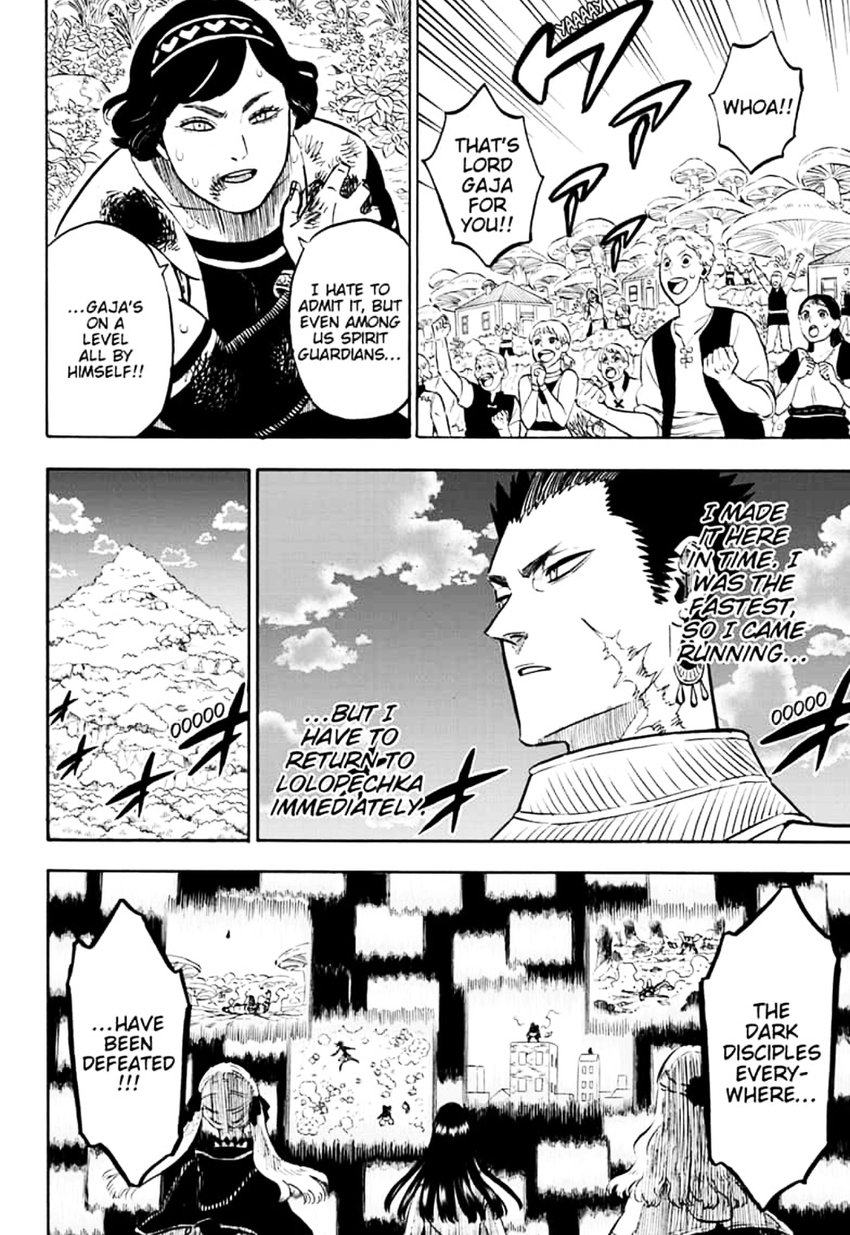 YAAAAY
WHOA!!
THAT'S
LORD
GAJA
FOR
YOU!!
I HATE TO
ADMIT IT, BUT
EVEN AMONG
US SPIRIT
GUARDIANS...
...GAJA'S
ON A
LEVEL
ALL BY
HIMSELF!!
I MADE
IT HERE
IN TIME. I
WAS THE
FASTEST,
SO I CAME
RUNNING...
OOOOO
...BUT I
HAVE TO
RETURN TO
LOLOPECHKA
IMMEDIATELY.
OOOOO
THE
DARK
DISCIPLES
EVERY-
WHERE...
...HAVE
BEEN
DEFEATED
!!!